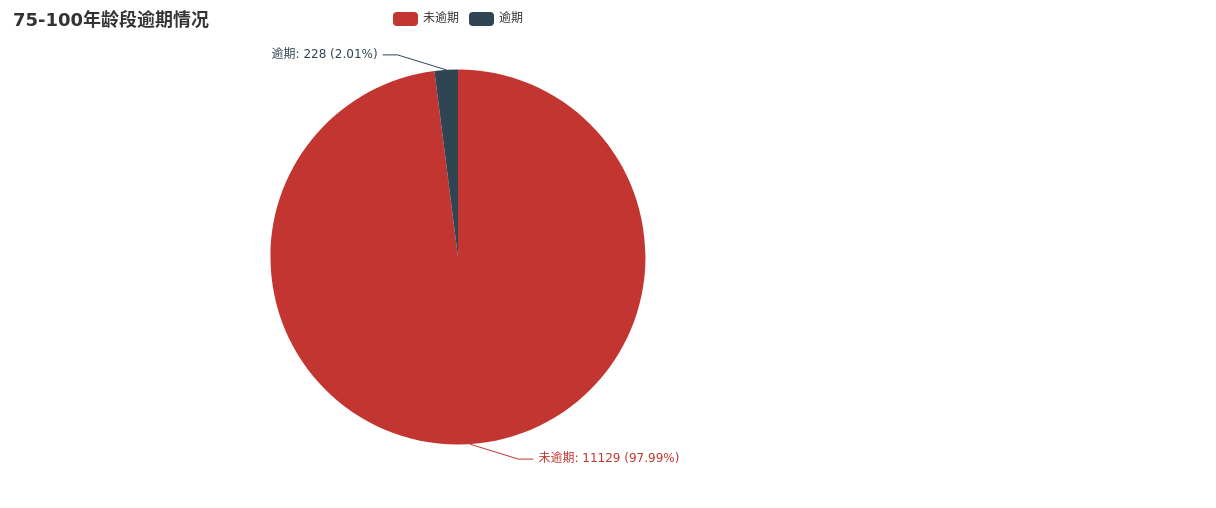 75-100年龄段逾期情况
未逾期
逾期
逾期: 228 (2.01%)
未逾期: 11129 (97.99%)